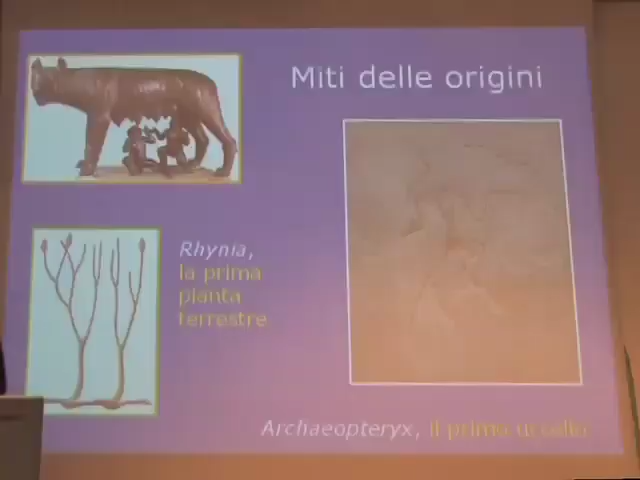 Miti delle origini
Rhynia,
la prima
pianta
terrestre
Archaeopteryx, il primo uccello